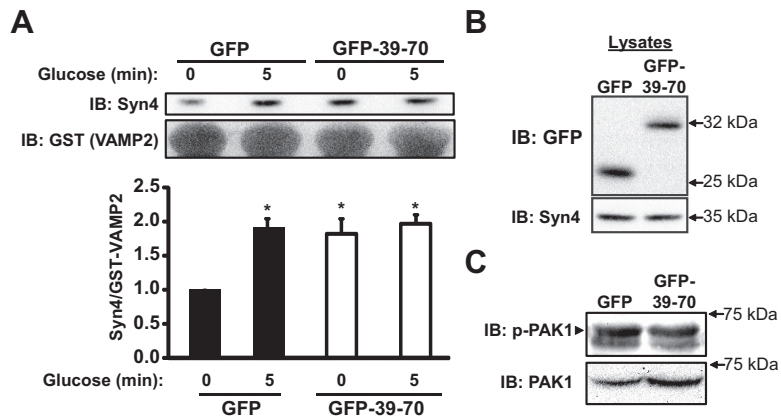 A
GFP GFP-39-70
Glucose (min): 0 5 0 5
IB: Syn4
IB: GST (VAMP2)
Syn4/GST-VAMP2
2.5
2.0
1.5
1.0
0.5
0.0
* * *
Glucose (min): 0 5 0 5
GFP GFP-39-70
B
Lysates
GFP
GFP-
39-70
IB: GFP
32 kDa
25 kDa
IB: Syn4
35 kDa
C
GFP
GFP-
39-70
75 kDa
IB: p-PAK1
75 kDa
IB: PAK1